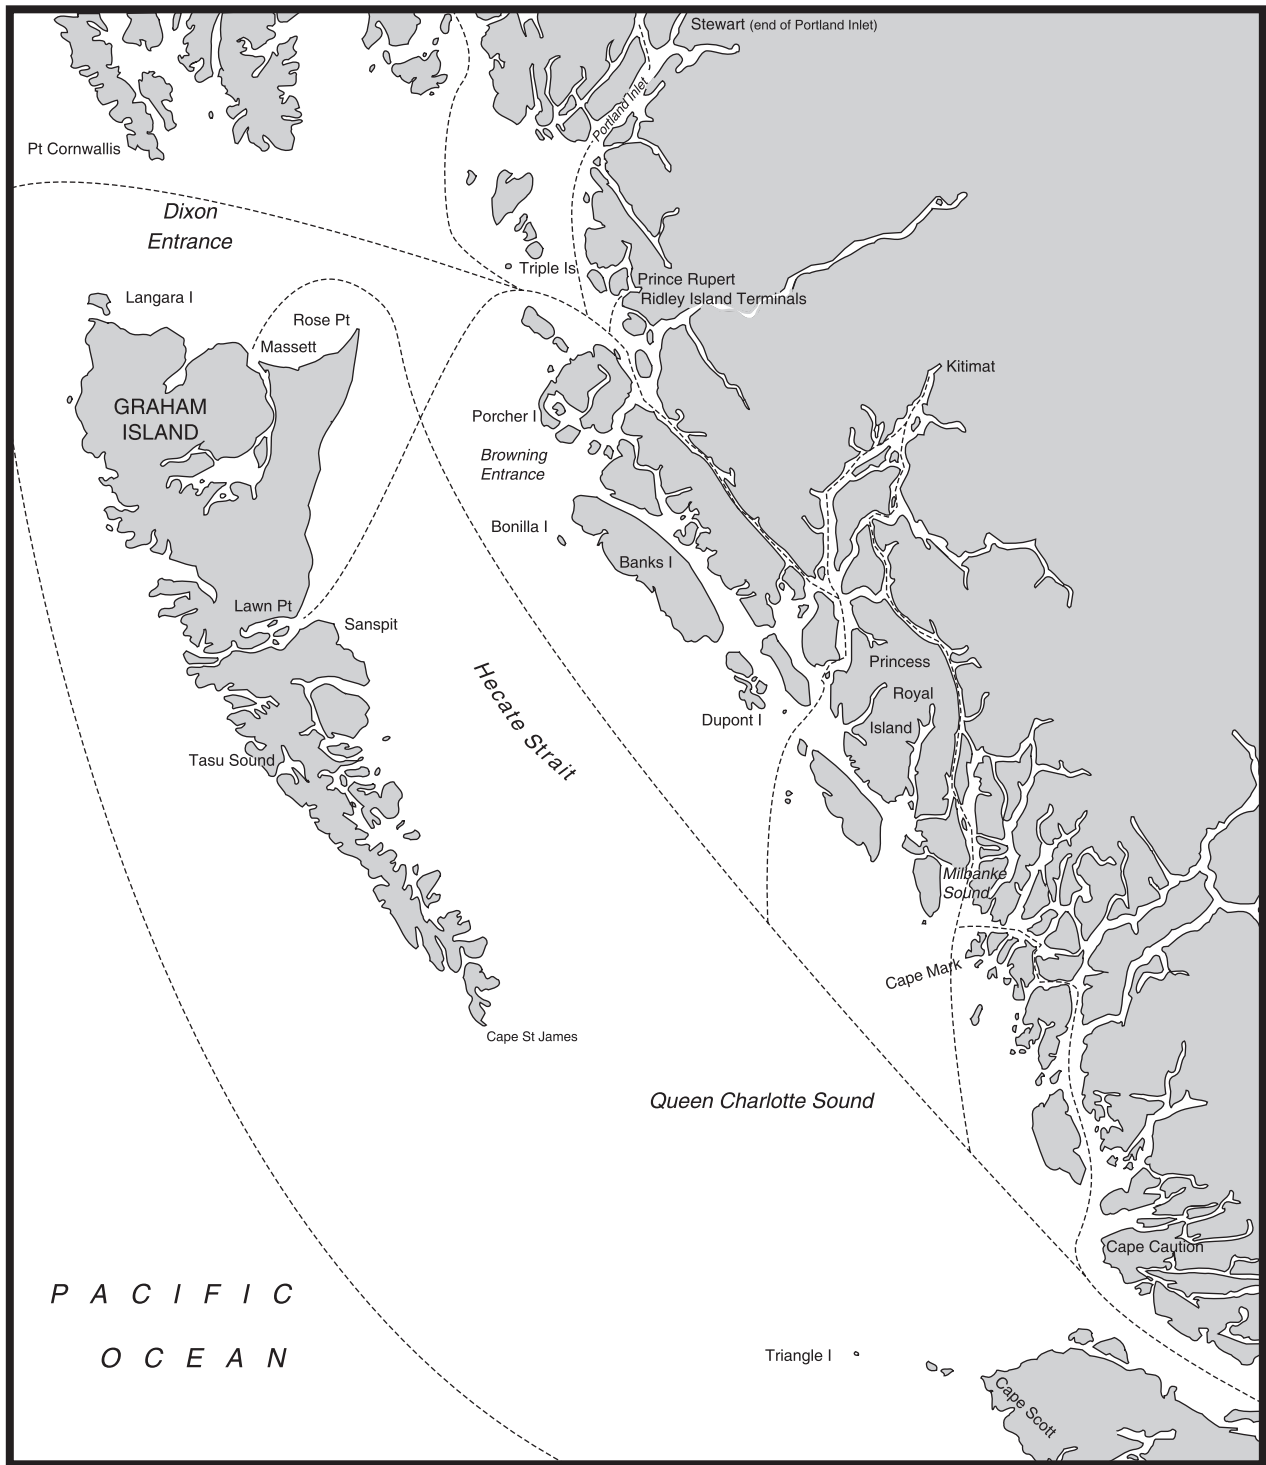 Stewart (end of Portland Inlet)
Portland Inlet
Pt Cornwallis
Dixon
Entrance
Triple Is
Prince Rupert
Ridley Island Terminals
Langara I
Rose Pt
Massett
Kitimat
GRAHAM
ISLAND
Porcher I
Browning
Entrance
Bonilla I
Banks I
Lawn Pt
Sanspit
Princess
Royal
Island
Hecate Strait
Dupont I
Tasu Sound
Milbanke
Sound
Cape Mark
Cape St James
Queen Charlotte Sound
Cape Caution
PACIFIC
OCEAN
Triangle I
Cape Scott